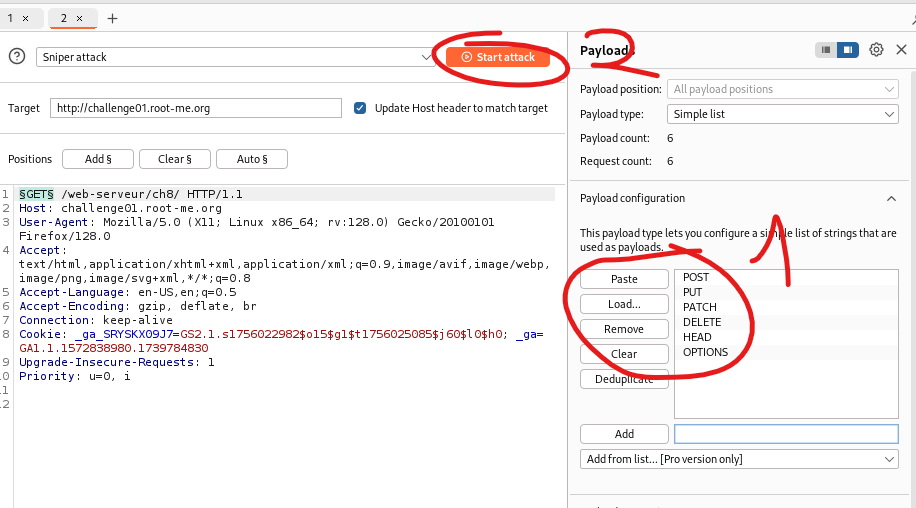 1 × 2 × +
Sniper attack
Start attack
Target http://challenge01.root-me.org Update Host header to match target
Positions Add § Clear § Auto §
1 §GET§ /web-serveur/ch8/ HTTP/1.1
2 Host: challenge01.root-me.org
3 User-Agent: Mozilla/5.0 (X11; Linux x86_64; rv:128.0) Gecko/20100101
Firefox/128.0
4 Accept:
text/html,application/xhtml+xml,application/xml;q=0.9,image/avif,image/webp,
image/png,image/svg+xml,*/*;q=0.8
5 Accept-Language: en-US,en;q=0.5
6 Accept-Encoding: gzip, deflate, br
7 Connection: keep-alive
8 Cookie: _ga_SRYSKX09J7=GS2.1.s1756022982$o15$g1$t1756025085$j60$l0$h0; _ga=
GA1.1.1572838980.1739784830
9 Upgrade-Insecure-Requests: 1
10 Priority: u=0, i
11
12
Payloads
2
Payload position: All payload positions
Payload type: Simple list
Payload count: 6
Request count: 6
Payload configuration
1
This payload type lets you configure a simple list of strings that are
used as payloads.
Paste
Load...
Remove
Clear
Deduplicate
POST
PUT
PATCH
DELETE
HEAD
OPTIONS
Add
Add from list... [Pro version only]